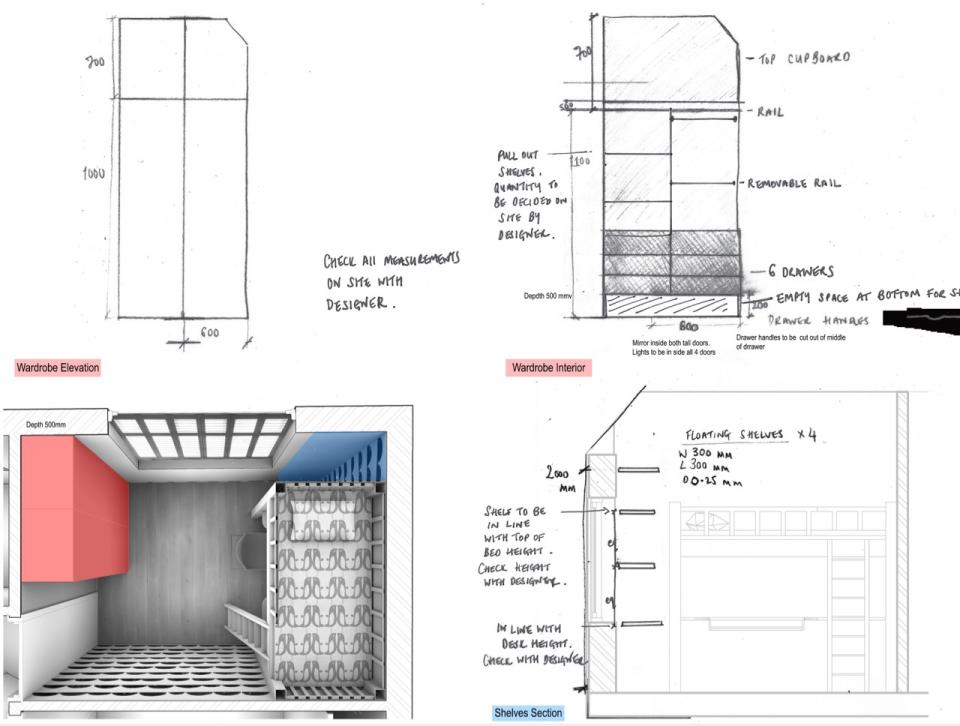 700
1000
600
CHECK ALL MEASUREMENTS
ON SITE WITH
DESIGNER.
Wardrobe Elevation
700
TOP CUPBOARD
RAIL
1100
PULL OUT
SHELVES.
QUANTITY TO
BE DECIDED ON
SITE BY
DESIGNER.
REMOVABLE RAIL
6 DRAWERS
Depdth 500 mmv
200
EMPTY SPACE AT BOTTOM FOR
DRAWER HANDLES
600
Mirror inside both tall doors.
Lights to be in side all 4 doors
Drawer handles to be cut out of middle
of drrawer
Wardrobe Interior
Depth 500mm
FLOATING SHELVES X 4
W 300 MM
L 300 MM
D 0.25 MM
2000
MM
SHELF TO BE
IN LINE
WITH TOP OF
BED HEIGHT.
CHECK HEIGHT
WITH DESIGNER.
eq
eq
IN LINE WITH
DESK HEIGHT.
CHECK WITH DESIGNER
Shelves Section